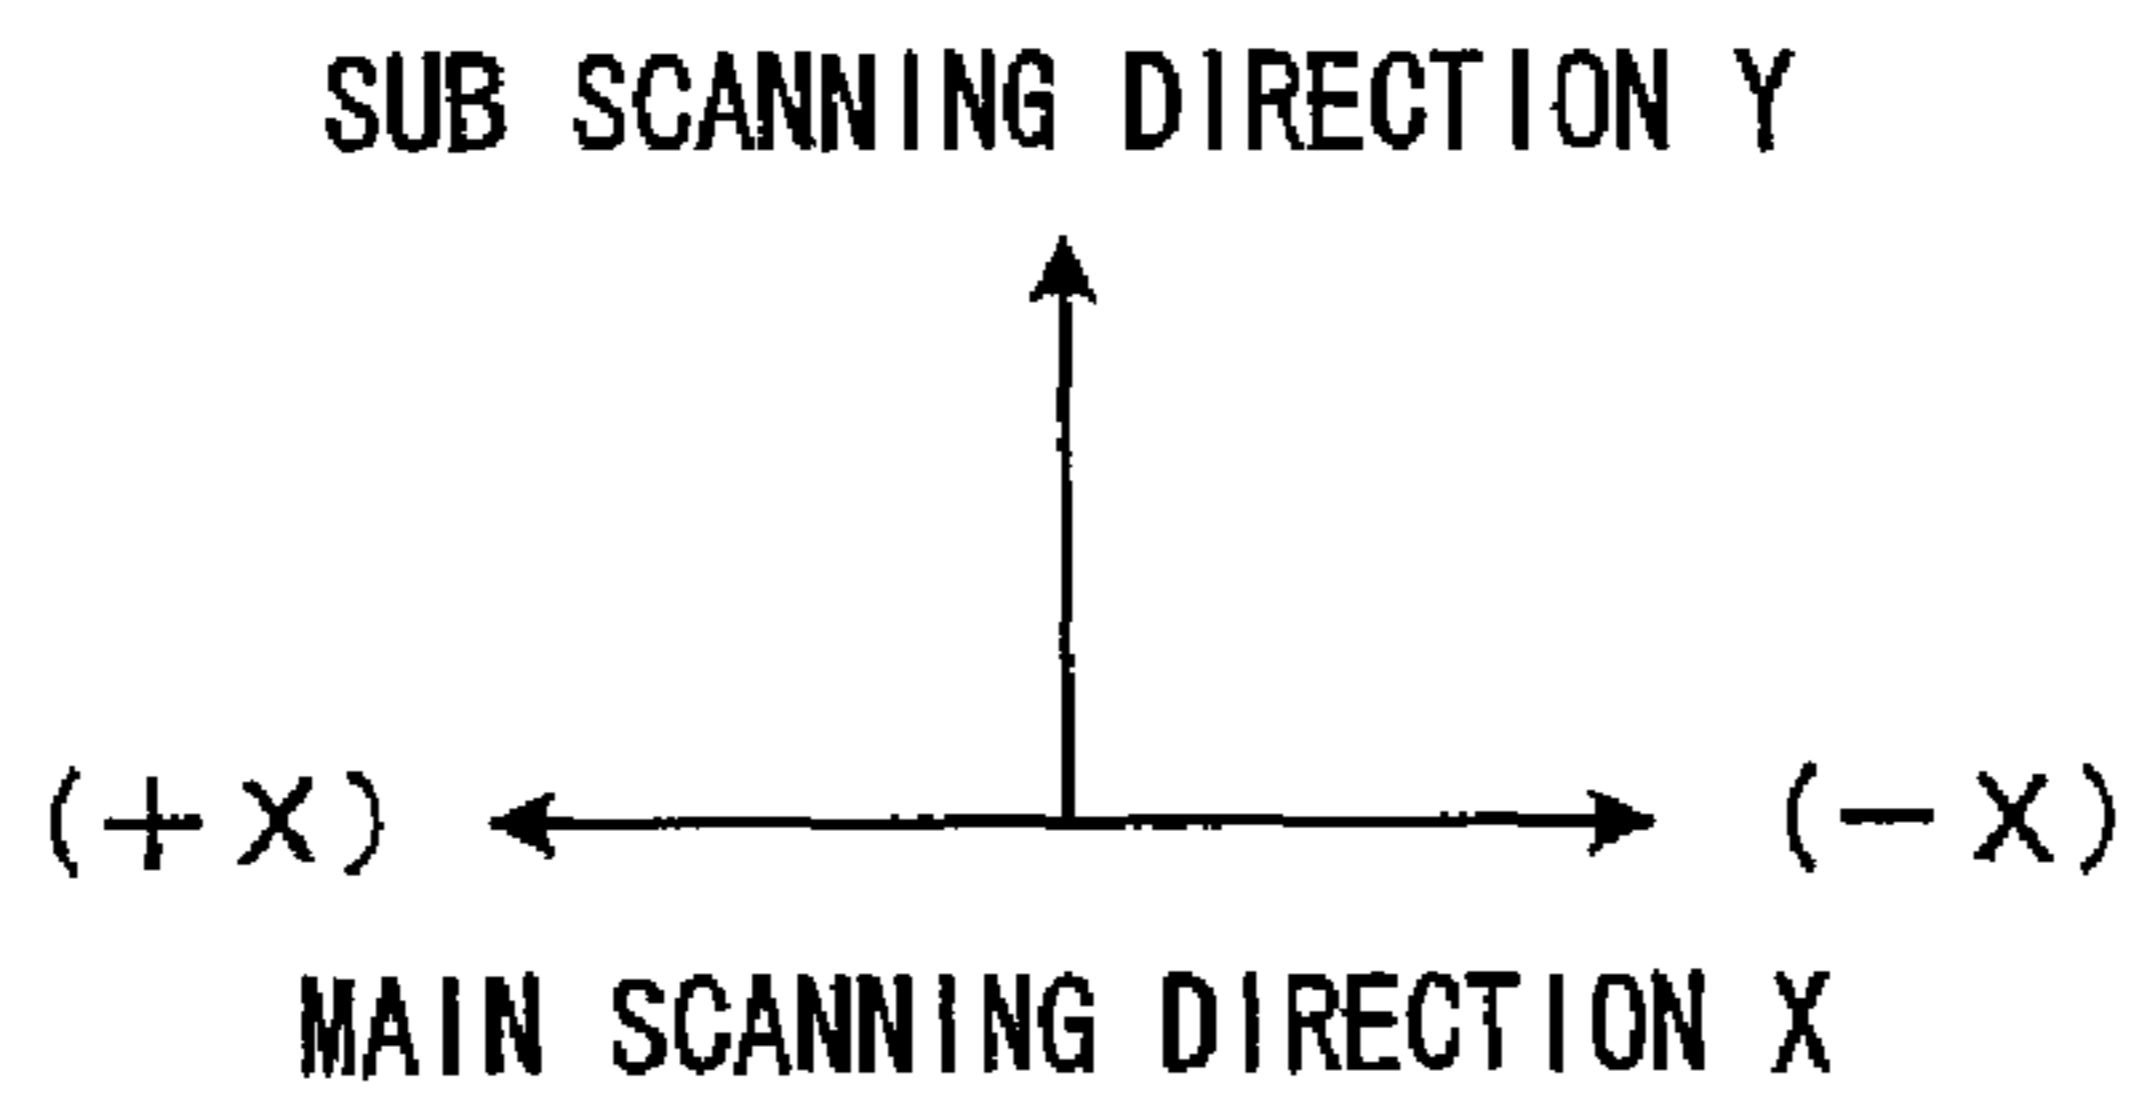 SUB SCANNING DIRECTION Y
(+X) (-X)
MAIN SCANNING DIRECTION X